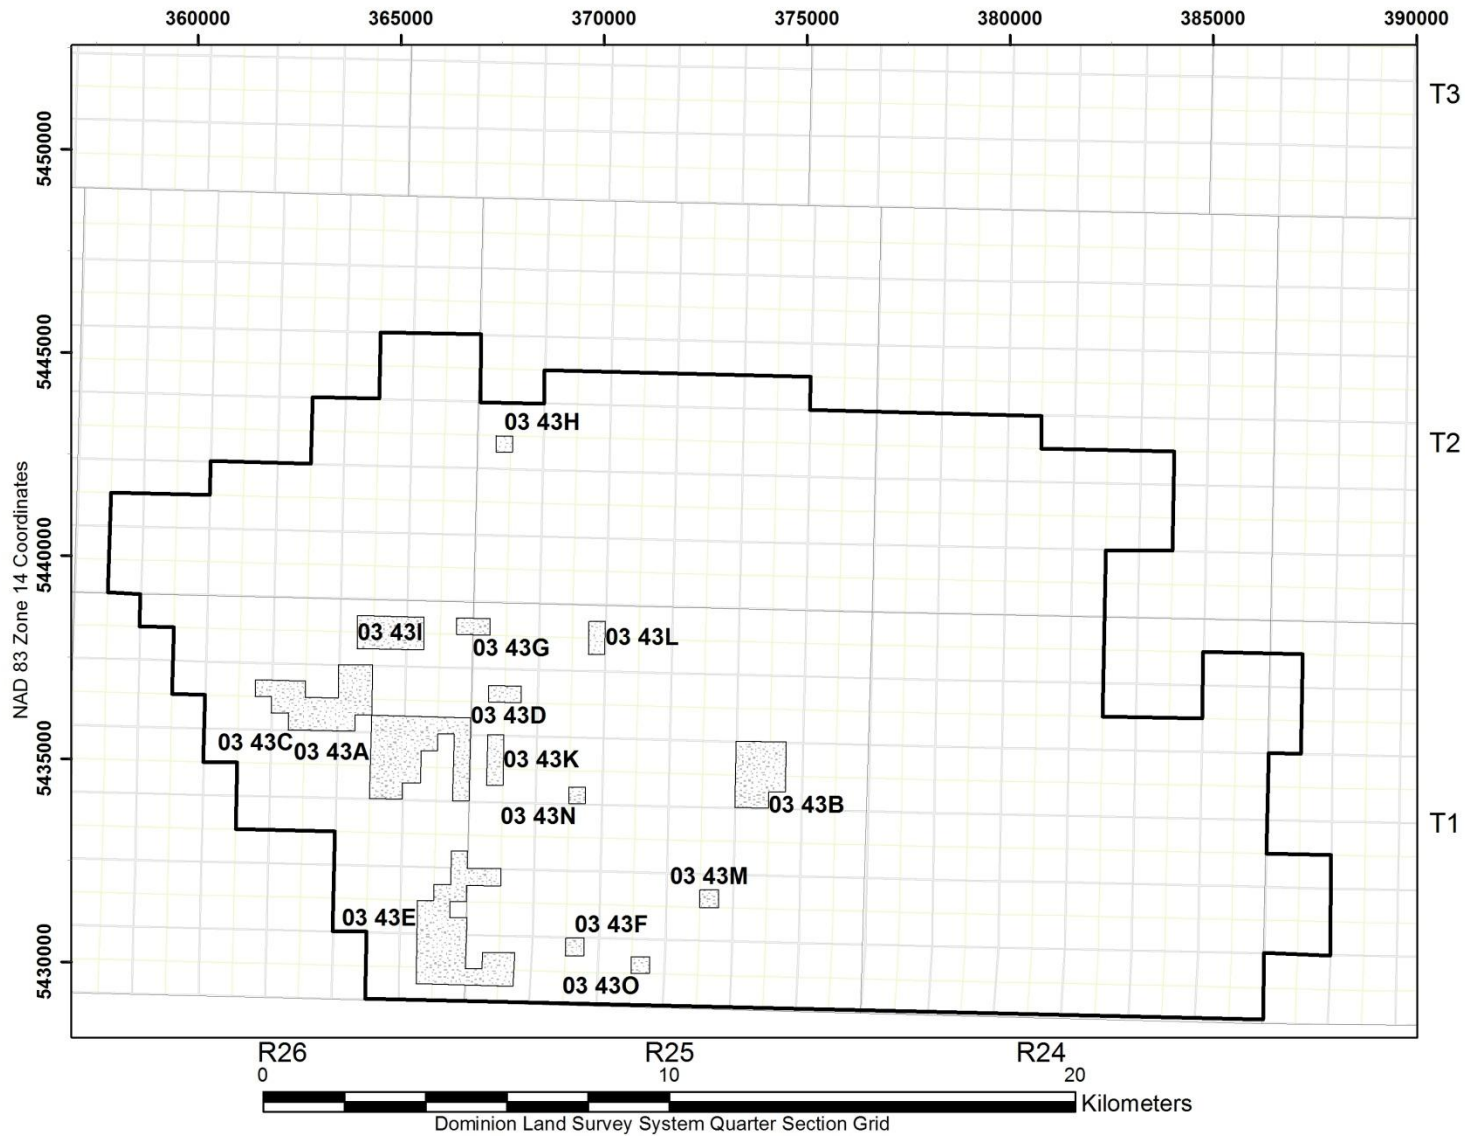 360000 365000 370000 375000 380000 385000 390000
T3
5450000
5445000
03 43H
T2
NAD 83 Zone 14 Coordinates
5440000
03 43I
03 43G
03 43L
03 43D
03 43C
03 43A
03 43K
5435000
03 43N
03 43B
T1
03 43M
03 43E
03 43F
5430000
03 43O
R26 R25 R24
0 10 20
Kilometers
Dominion Land Survey System Quarter Section Grid